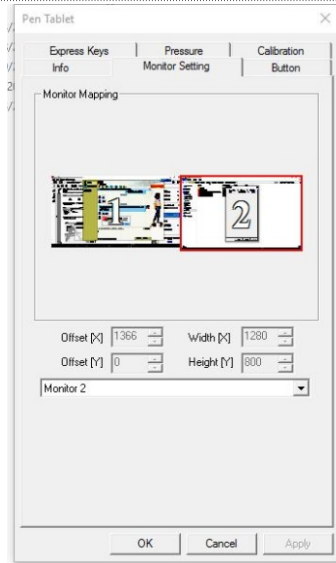 Pen Tablet
Express Keys Pressure Calibration
Info Monitor Setting Button
Monitor Mapping
1 2
Offset [X] 1366 Width [X] 1280
Offset [Y] 0 Height [Y] 800
Monitor 2
OK Cancel Apply